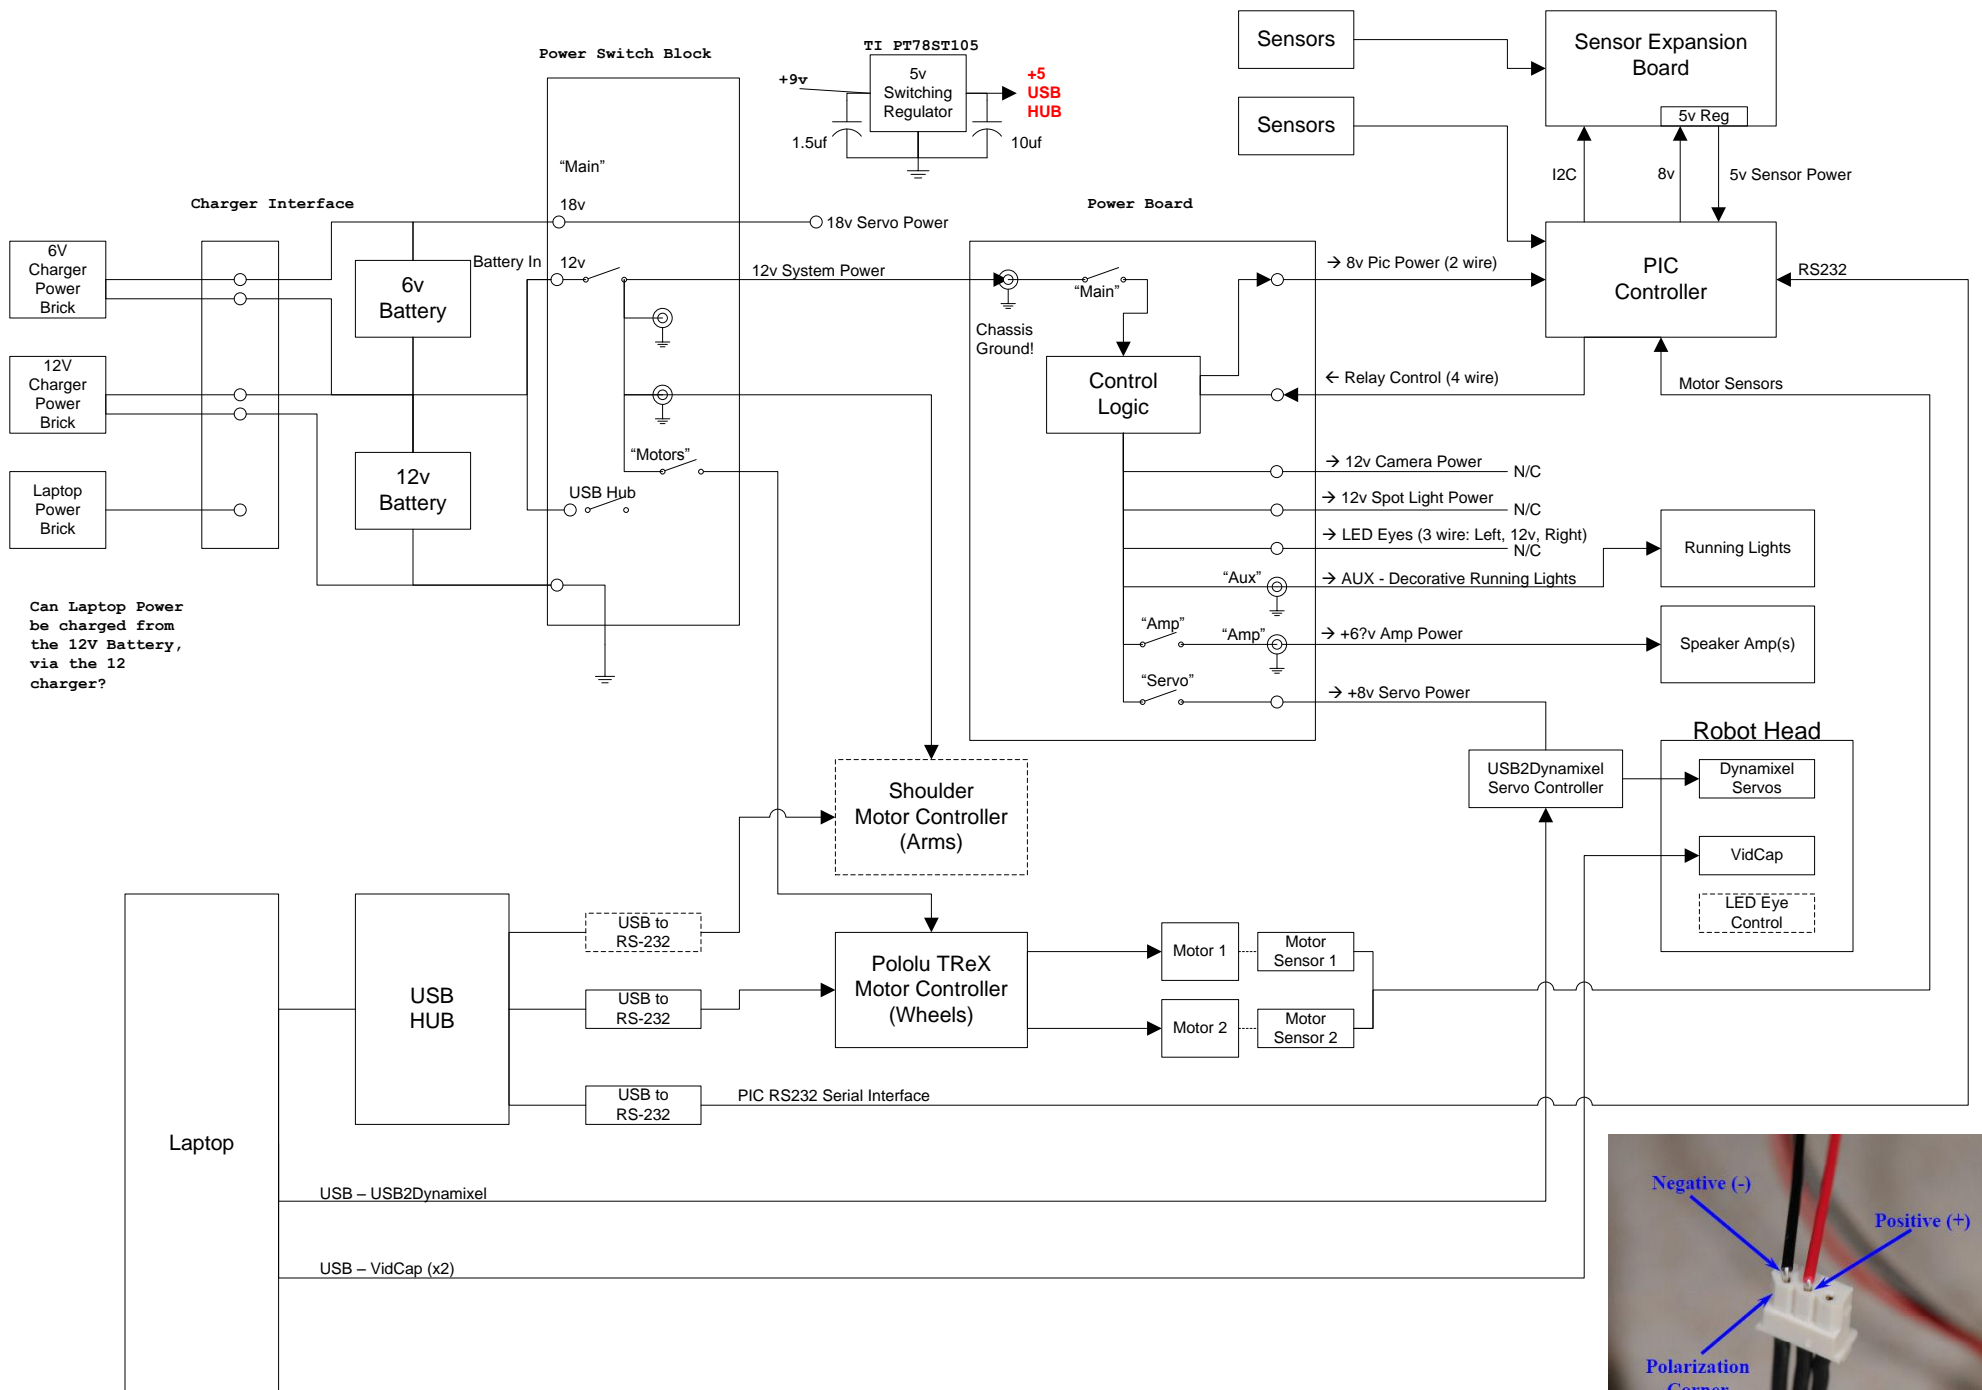 Power Switch Block
TI PT78ST105
+9v
5v
Switching
Regulator
+5
USB
HUB
1.5uf
10uf
Sensors
Sensors
Sensor Expansion
Board
5v Reg
I2C
8v
5v Sensor Power
Charger Interface
"Main"
18v
18v Servo Power
Power Board
6V
Charger
Power
Brick
6v
Battery
Battery In
12v
12v System Power
"Main"
Chassis
Ground!
→ 8v Pic Power (2 wire)
PIC
Controller
RS232
12V
Charger
Power
Brick
Control
Logic
← Relay Control (4 wire)
Motor Sensors
Laptop
Power
Brick
12v
Battery
"Motors"
USB Hub
→ 12v Camera Power
N/C
→ 12v Spot Light Power
N/C
→ LED Eyes (3 wire: Left, 12v, Right)
N/C
"Aux"
→ AUX - Decorative Running Lights
Running Lights
"Amp"
"Amp"
→ +6?v Amp Power
Speaker Amp(s)
"Servo"
→ +8v Servo Power
Can Laptop Power
be charged from
the 12V Battery,
via the 12
charger?
Robot Head
USB2Dynamixel
Servo Controller
Dynamixel
Servos
VidCap
LED Eye
Control
Shoulder
Motor Controller
(Arms)
Laptop
USB
HUB
USB to
RS-232
USB to
RS-232
USB to
RS-232
Pololu TReX
Motor Controller
(Wheels)
Motor 1
Motor
Sensor 1
Motor 2
Motor
Sensor 2
PIC RS232 Serial Interface
USB – USB2Dynamixel
USB – VidCap (x2)
Negative (-)
Positive (+)
Polarization
Corner